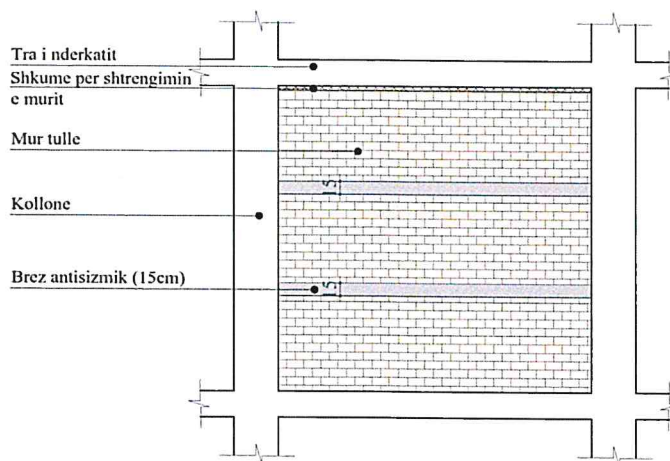 Tra i nderkatit
Shkume per shtrengimin
e murit
Mur tulle
15
Kollone
Brez antisizmik (15cm)
15